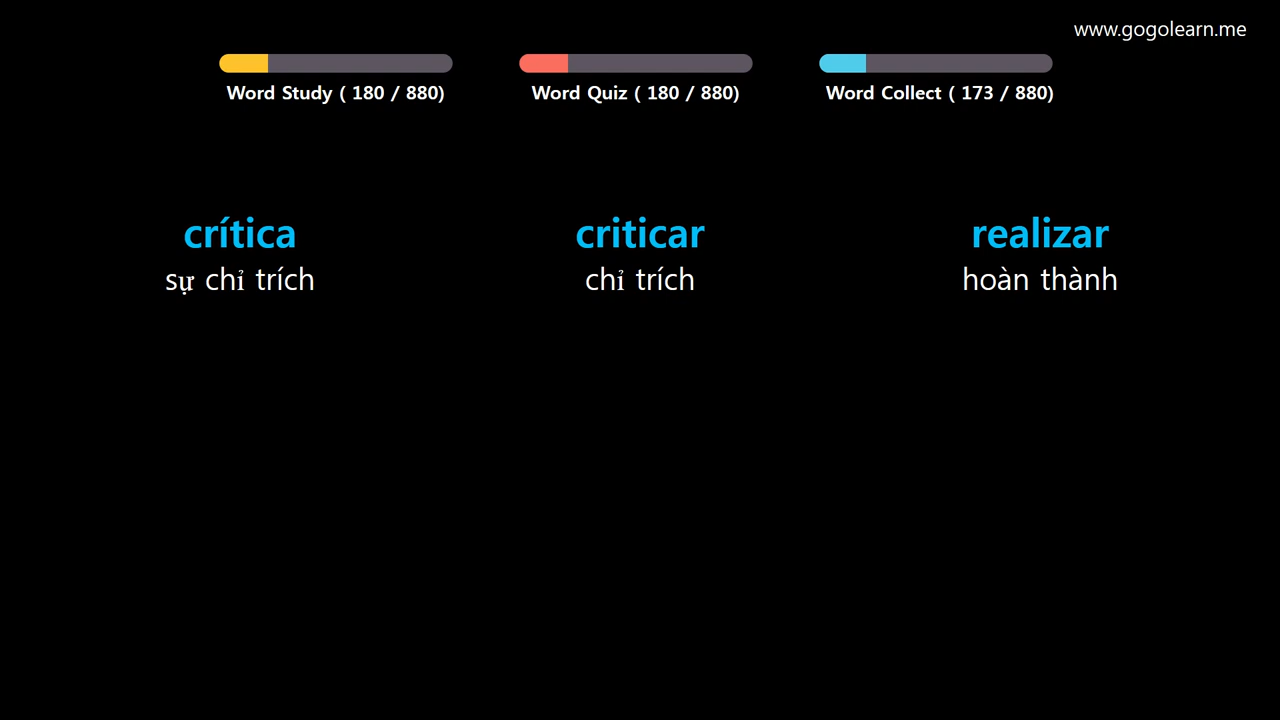 www.gogolearn.me
Word Study ( 180 / 880)
Word Quiz ( 180 / 880)
Word Collect ( 173 / 880)
crítica
sự chỉ trích
criticar
chỉ trích
realizar
hoàn thành